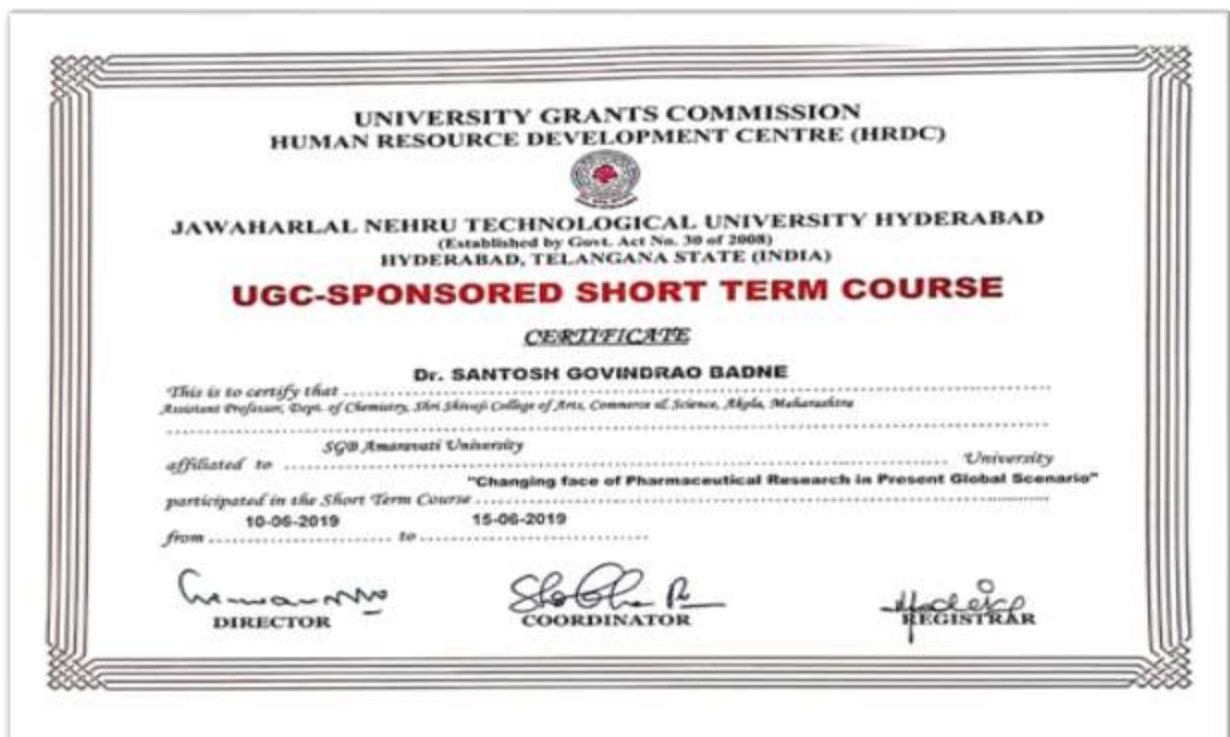 UNIVERSITY GRANTS COMMISSION
HUMAN RESOURCE DEVELOPMENT CENTRE (HRDC)
JAWAHARLAL NEHRU TECHNOLOGICAL UNIVERSITY HYDERABAD
(Established by Govt. Act No. 30 of 2008)
HYDERABAD, TELANGANA STATE (INDIA)
UGC-SPONSORED SHORT TERM COURSE
CERTIFICATE
Dr. SANTOSH GOVINDRAO BADNE
This is to certify that
Assistant Professor, Dept. of Chemistry, Shri Shivaji College of Arts, Commerce & Science, Akola, Maharashtra
SGB Amaravati University
affiliated to University
"Changing face of Pharmaceutical Research in Present Global Scenario"
participated in the Short Term Course
10-06-2019 15-06-2019
from to
DIRECTOR COORDINATOR REGISTRAR